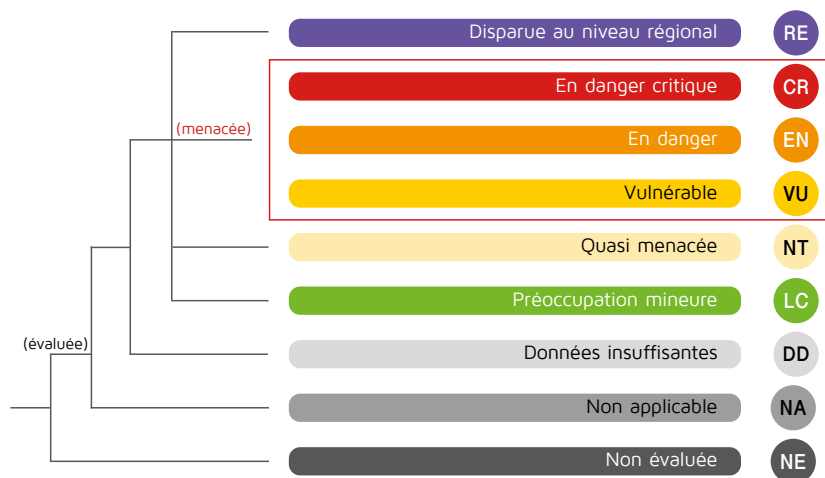 Disparue au niveau régional RE
En danger critique CR
(menacée)
En danger EN
Vulnérable VU
Quasi menacée NT
Préoccupation mineure LC
(évaluée)
Données insuffisantes DD
Non applicable NA
Non évaluée NE